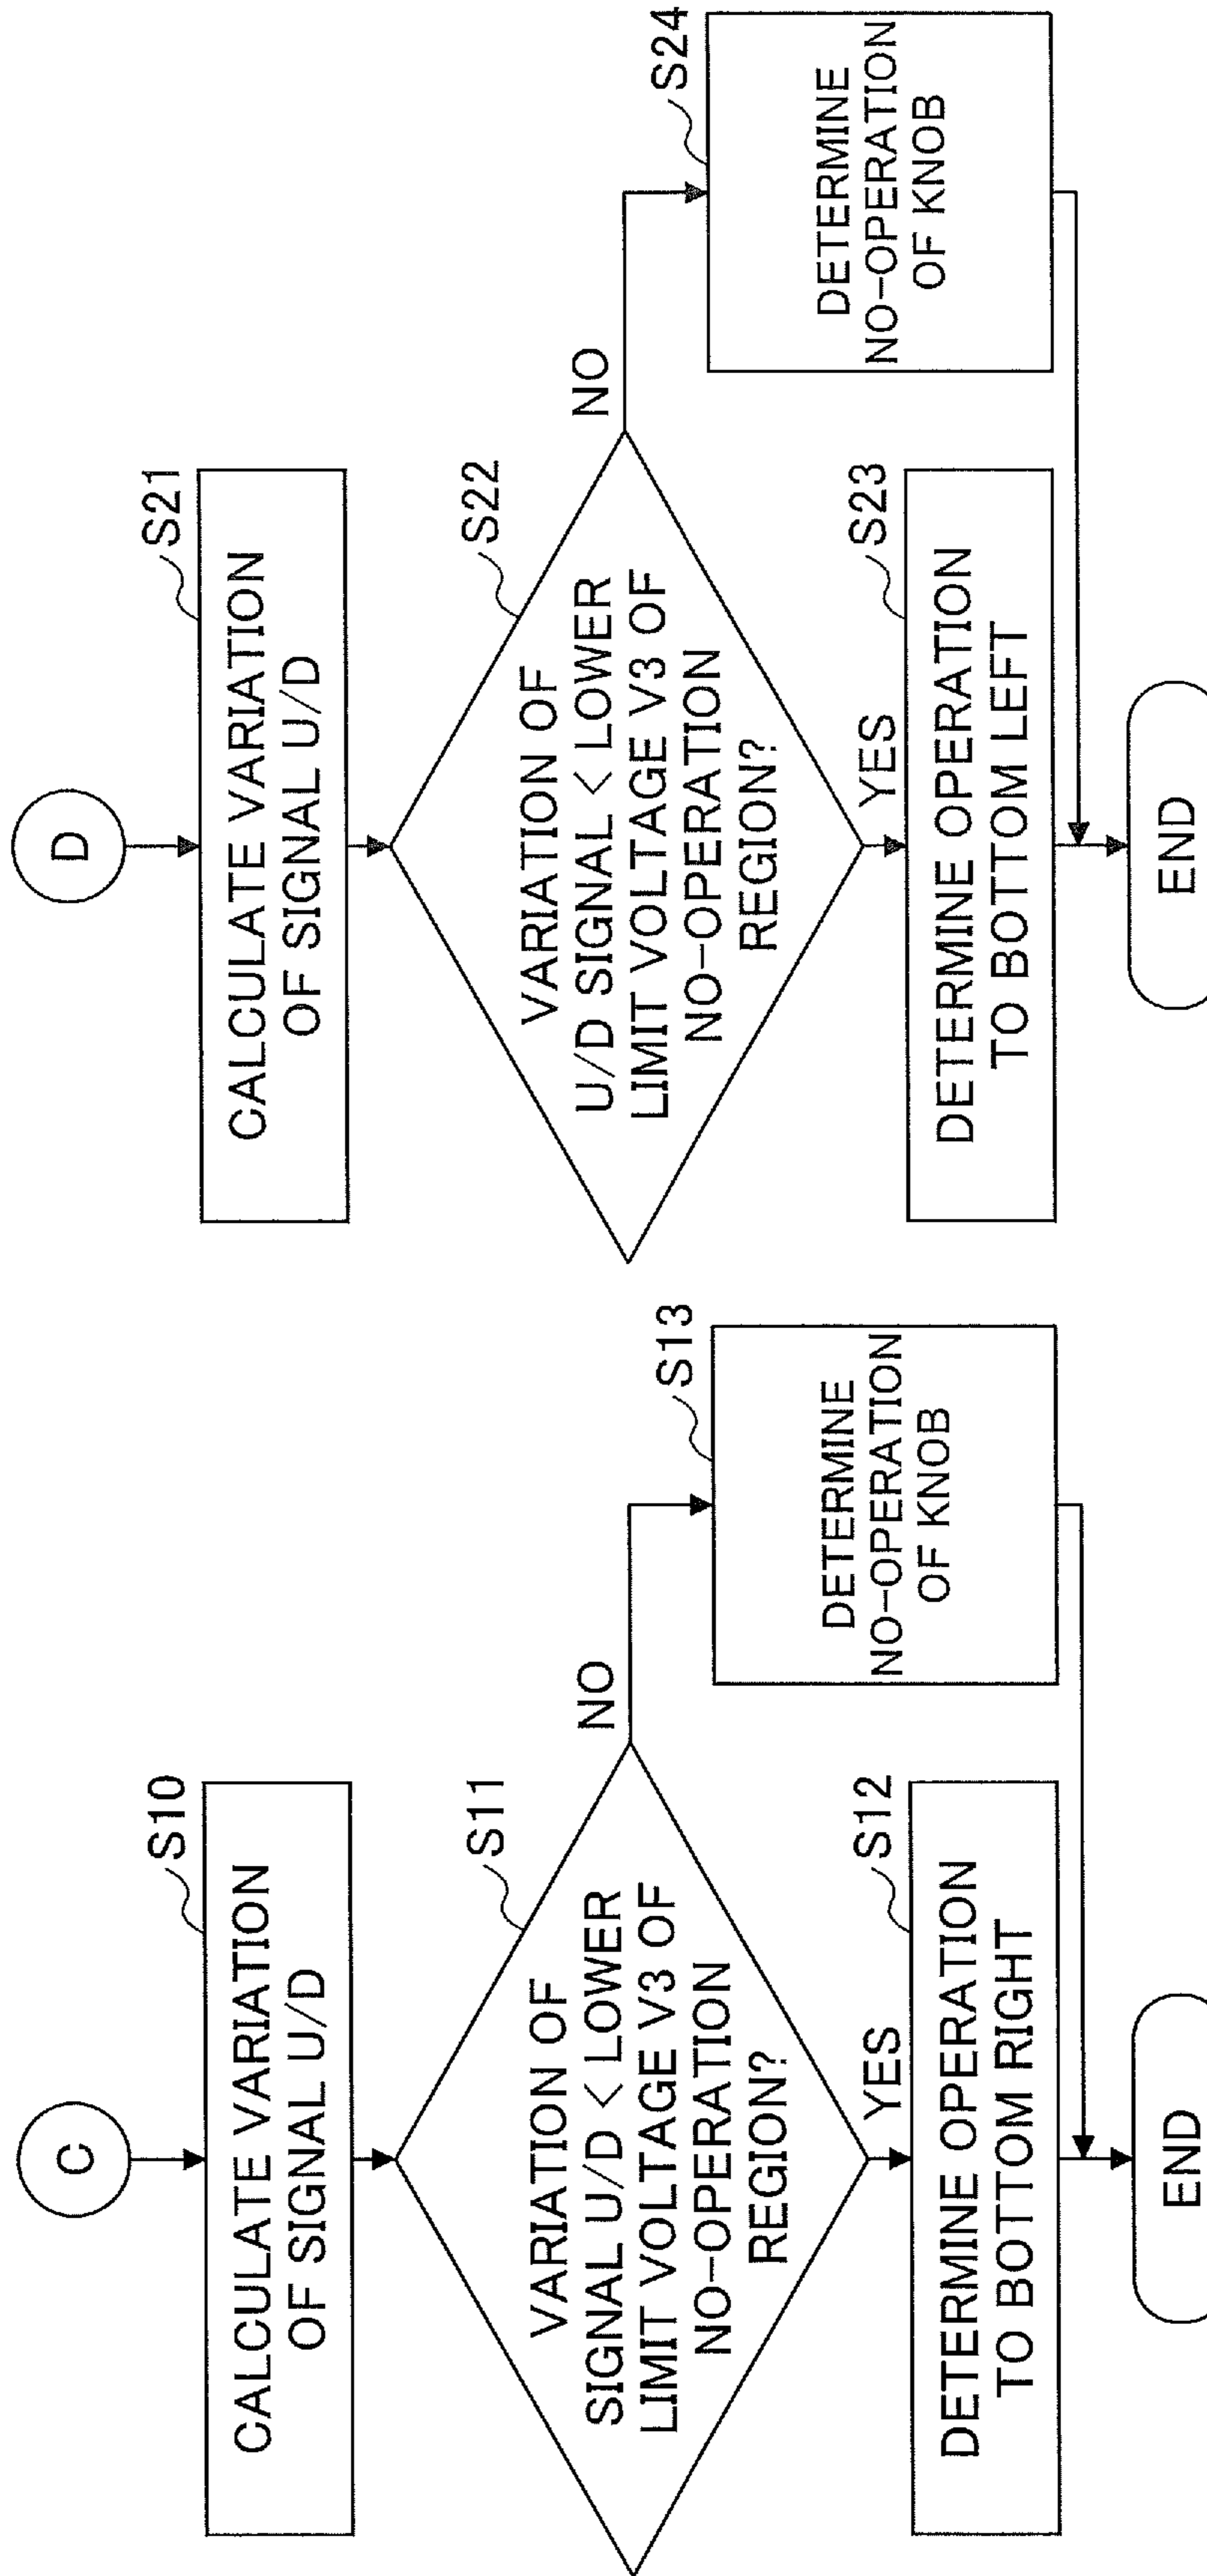 C
S10
CALCULATE VARIATION
OF SIGNAL U/D
S11
VARIATION OF
SIGNAL U/D < LOWER
LIMIT VOLTAGE V3 OF
NO-OPERATION
REGION?
NO
YES
S12
DETERMINE OPERATION
TO BOTTOM RIGHT
S13
DETERMINE
NO-OPERATION
OF KNOB
END
D
S21
CALCULATE VARIATION
OF SIGNAL U/D
S22
VARIATION OF
U/D SIGNAL < LOWER
LIMIT VOLTAGE V3 OF
NO-OPERATION
REGION?
NO
YES
S23
DETERMINE OPERATION
TO BOTTOM LEFT
S24
DETERMINE
NO-OPERATION
OF KNOB
END